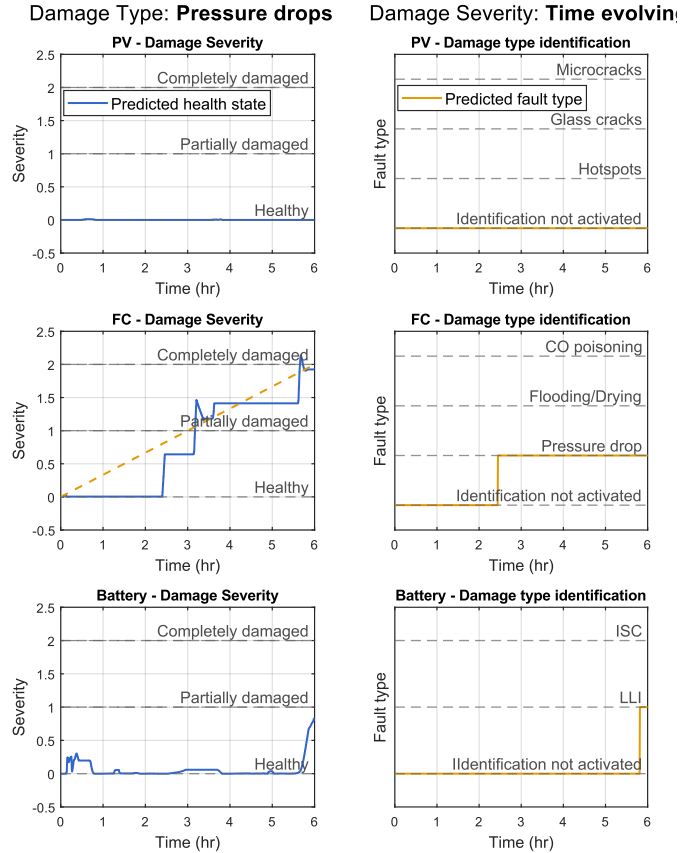 Damage Type: Pressure drops
Damage Severity: Time evolving
PV - Damage Severity
2.5
2
1.5
1
0.5
0
-0.5
Severity
Completely damaged
Predicted health state
Partially damaged
Healthy
0 1 2 3 4 5 6
Time (hr)
PV - Damage type identification
Fault type
Microcracks
Predicted fault type
Glass cracks
Hotspots
Identification not activated
0 1 2 3 4 5 6
Time (hr)
FC - Damage Severity
2.5
2
1.5
1
0.5
0
-0.5
Severity
Completely damaged
Partially damaged
Healthy
0 1 2 3 4 5 6
Time (hr)
FC - Damage type identification
Fault type
CO poisoning
Flooding/Drying
Pressure drop
Identification not activated
0 1 2 3 4 5 6
Time (hr)
Battery - Damage Severity
2.5
2
1.5
1
0.5
0
-0.5
Severity
Completely damaged
Partially damaged
Healthy
0 1 2 3 4 5 6
Time (hr)
Battery - Damage type identification
Fault type
ISC
LLI
IIdentification not activated
0 1 2 3 4 5 6
Time (hr)